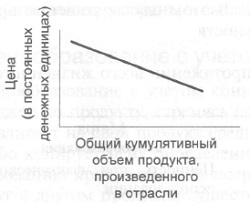 Цена
(в постоянных
денежных единицах)
Общий кумулятивный
объем продукта,
произведенного
в отрасли